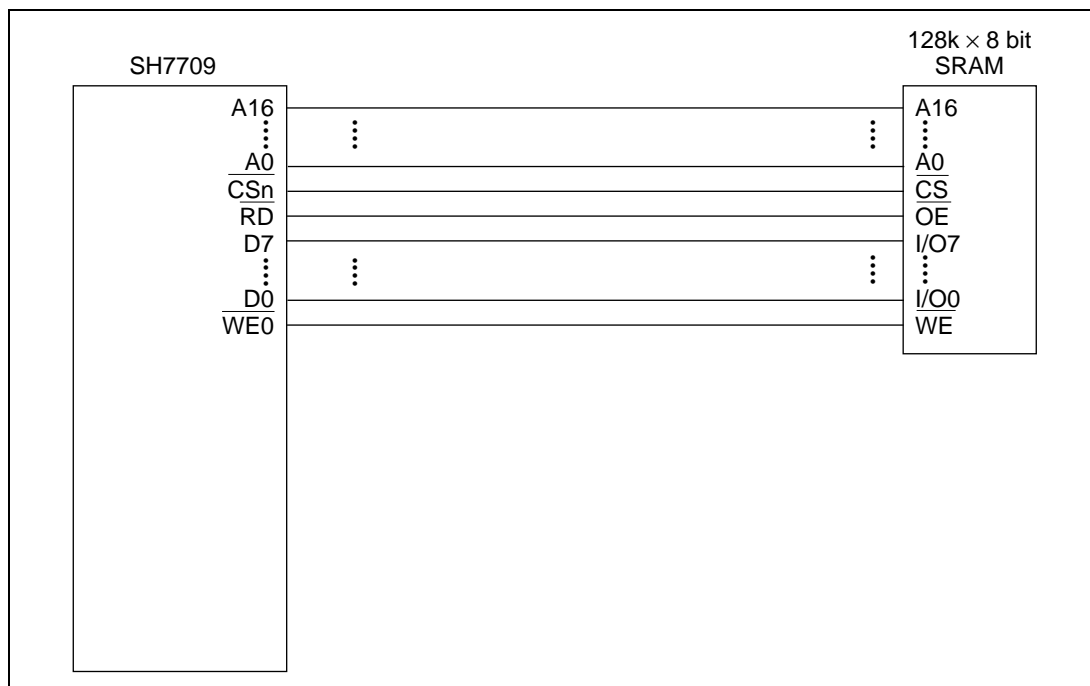 128k × 8 bit
SH7709
SRAM
A16
A16
A0
A0
CSn
CS
RD
OE
D7
I/O7
D0
I/O0
WE0
WE